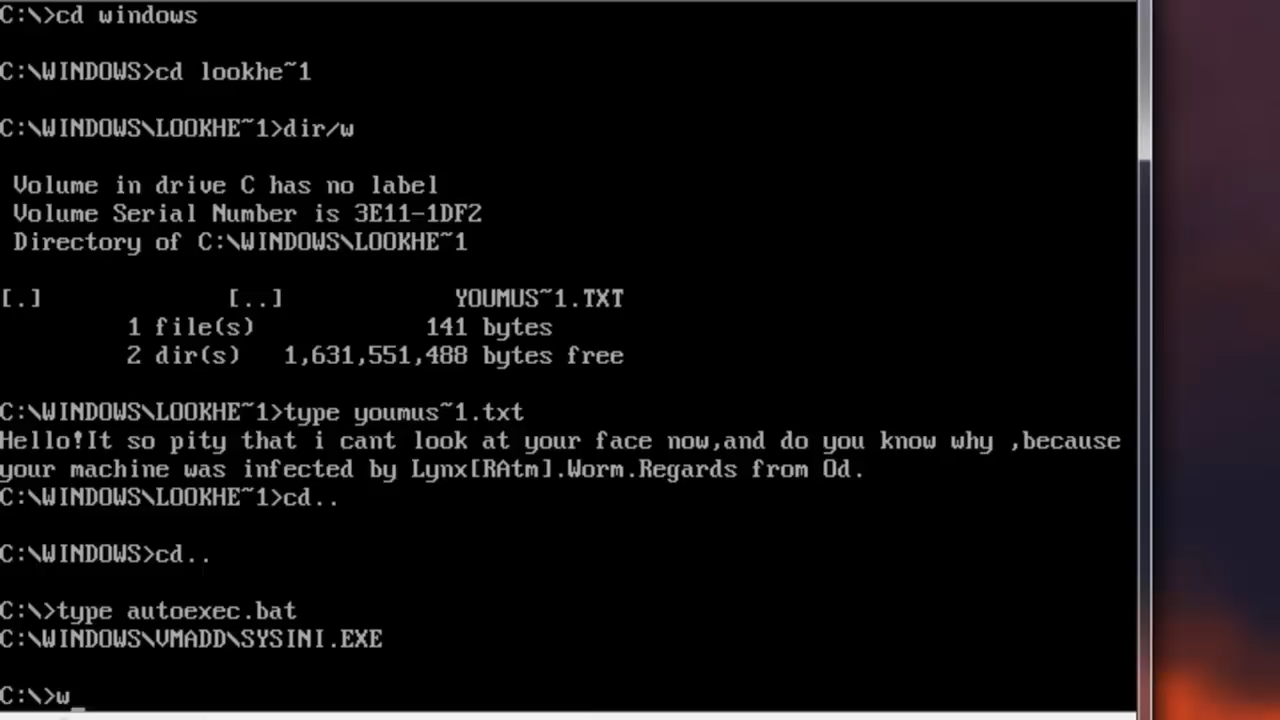 C:\>cd windows
C:\WINDOWS>cd lookhe~1
C:\WINDOWS\LOOKHE~1>dir/w
Volume in drive C has no label
Volume Serial Number is 3E11-1DF2
Directory of C:\WINDOWS\LOOKHE~1
[.] [..] YOUMUS~1.TXT
1 file(s) 141 bytes
2 dir(s) 1,631,551,488 bytes free
C:\WINDOWS\LOOKHE~1>type youmus~1.txt
Hello!It so pity that i cant look at your face now,and do you know why ,because
your machine was infected by Lynx[RAtm].Worm.Regards from Od.
C:\WINDOWS\LOOKHE~1>cd..
C:\WINDOWS>cd..
C:\>type autoexec.bat
C:\WINDOWS\VMADD\SYSINI.EXE
C:\>w_